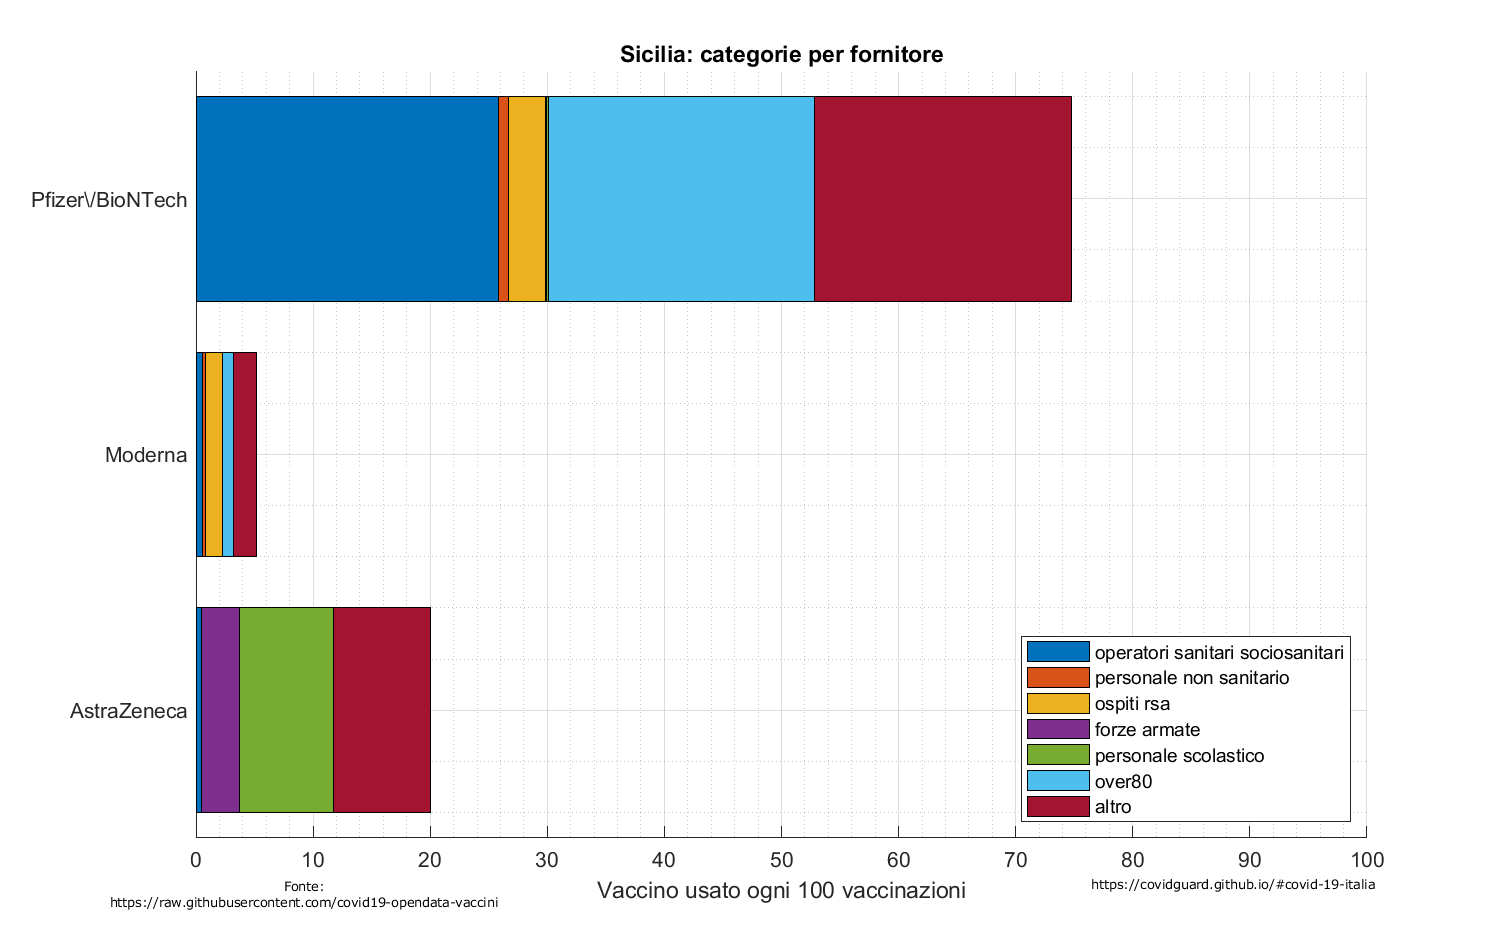 Sicilia: categorie per fornitore
Pfizer\/BioNTech
Moderna
AstraZeneca
operatori sanitari sociosanitari
personale non sanitario
ospiti rsa
forze armate
personale scolastico
over80
altro
0 10 20 30 40 50 60 70 80 90 100
Vaccino usato ogni 100 vaccinazioni
Fonte:
https://raw.githubusercontent.com/covid19-opendata-vaccini
https://covidguard.github.io/#covid-19-italia